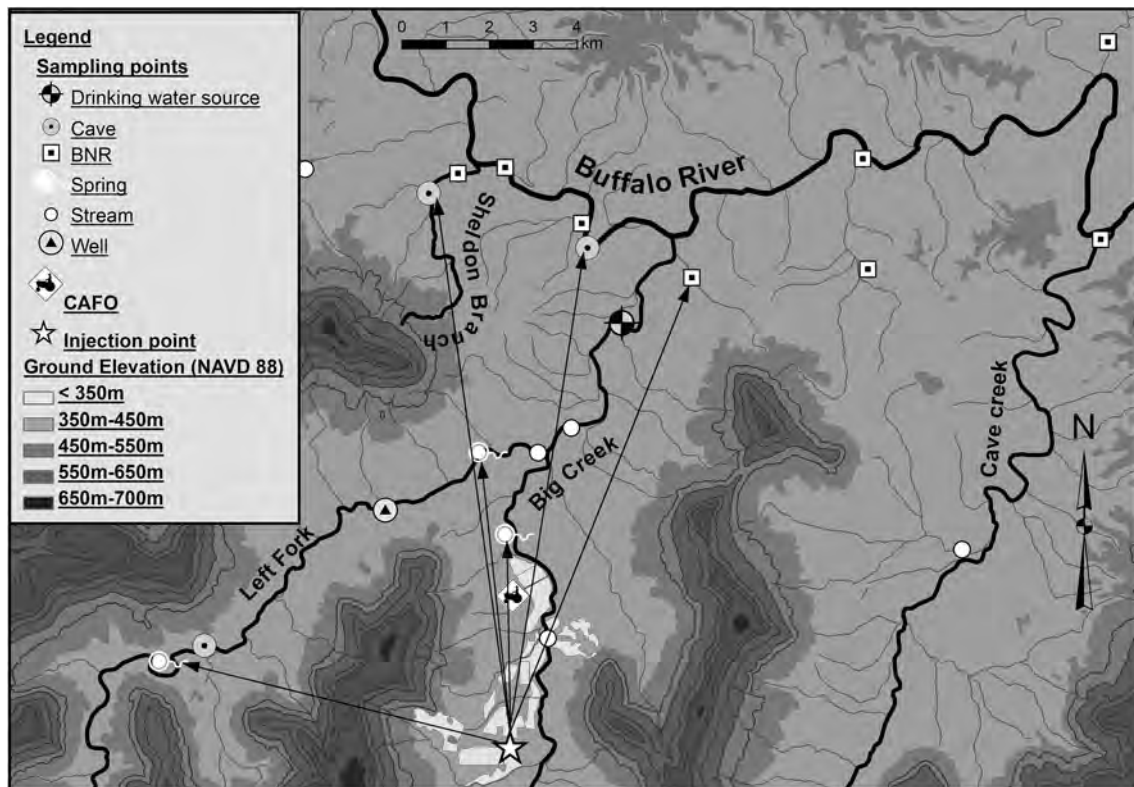 Legend
Sampling points
Drinking water source
Cave
BNR
Spring
Stream
Well
CAFO
Injection point
Ground Elevation (NAVD 88)
< 350m
350m-450m
450m-550m
550m-650m
650m-700m
0 2 4
km
Buffalo River
Sheldon Branch
Big Creek
Left Fork
Cave creek
N